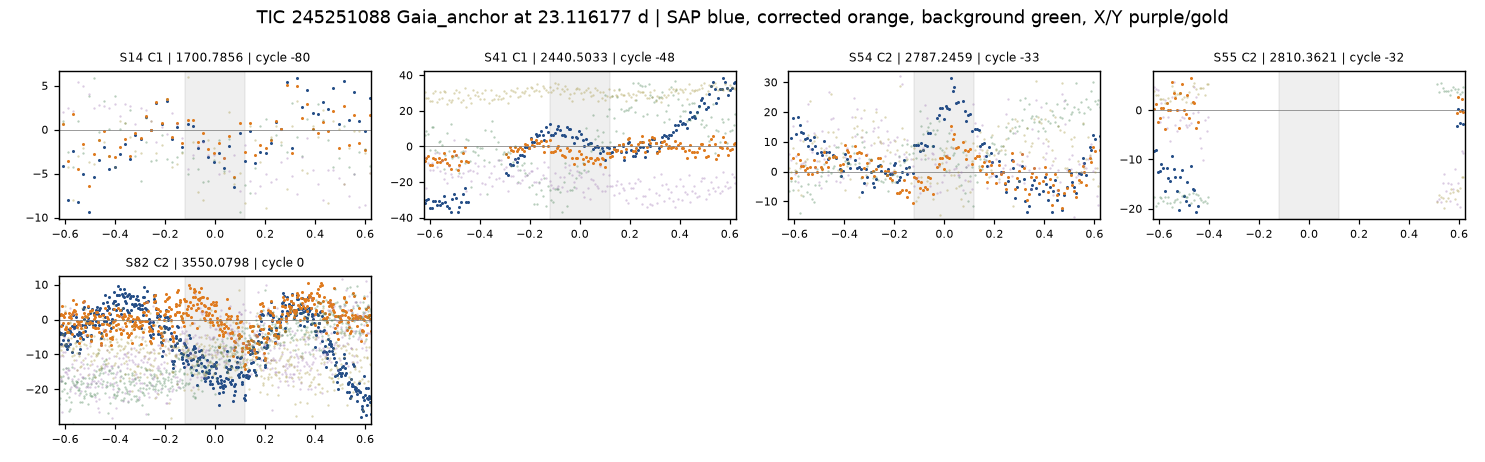 TIC 245251088 Gaia_anchor at 23.116177 d | SAP blue, corrected orange, background green, X/Y purple/gold
S14 C1 | 1700.7856 | cycle -80
S41 C1 | 2440.5033 | cycle -48
S54 C2 | 2787.2459 | cycle -33
S55 C2 | 2810.3621 | cycle -32
5
0
−5
−10
−0.6 −0.4 −0.2 0.0 0.2 0.4 0.6
40
20
0
−20
−40
−0.6 −0.4 −0.2 0.0 0.2 0.4 0.6
30
20
10
0
−10
−0.6 −0.4 −0.2 0.0 0.2 0.4 0.6
0
−10
−20
−0.6 −0.4 −0.2 0.0 0.2 0.4 0.6
S82 C2 | 3550.0798 | cycle 0
10
0
−10
−20
−0.6 −0.4 −0.2 0.0 0.2 0.4 0.6